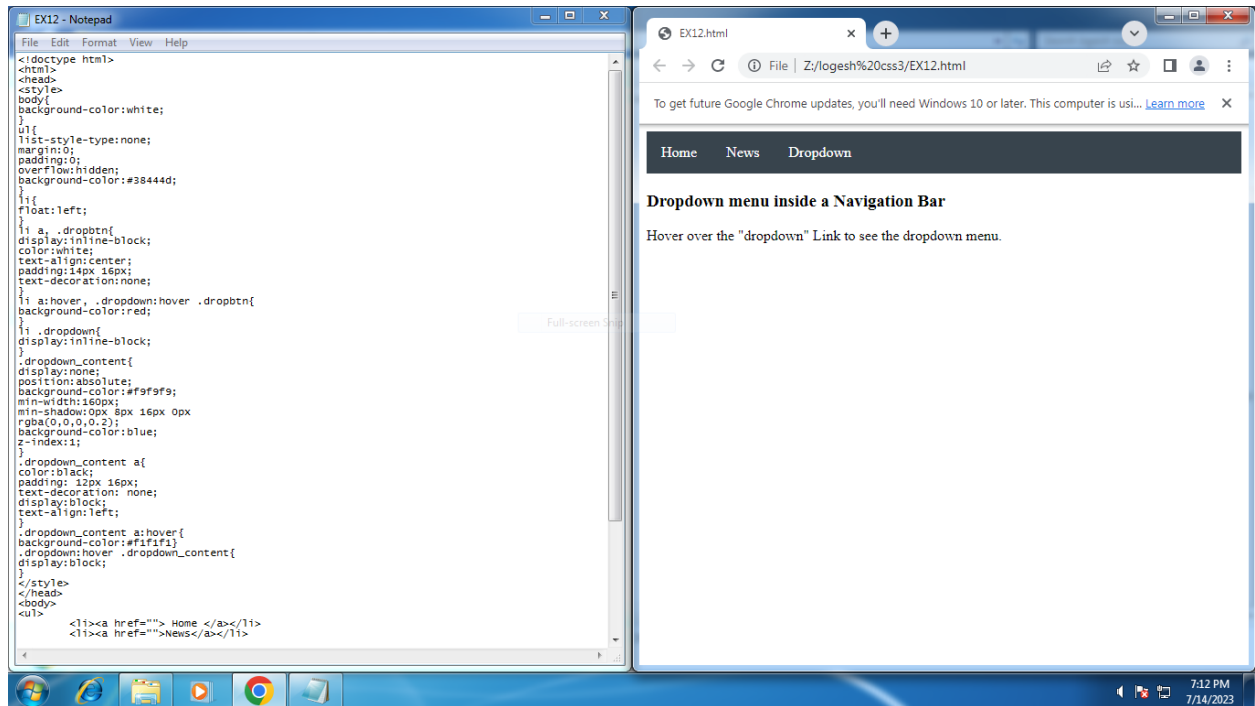 EX12 - Notepad
File Edit Format View Help
<!doctype html>
<html>
<head>
<style>
body{
background-color:white;
}
ul{
list-style-type:none;
margin:0;
padding:0;
overflow:hidden;
background-color:#38444d;
}
li{
float:left;
}
li a, .dropbtn{
display:inline-block;
color:white;
text-align:center;
padding:14px 16px;
text-decoration:none;
}
li a:hover, .dropdown:hover .dropbtn{
background-color:red;
}
li .dropdown{
display:inline-block;
}
.dropdown_content{
display:none;
position:absolute;
background-color:#f9f9f9;
min-width:160px;
min-shadow:0px 8px 16px 0px
rgba(0,0,0,0.2);
background-color:blue;
z-index:1;
}
.dropdown_content a{
color:black;
padding: 12px 16px;
text-decoration: none;
display:block;
text-align:left;
}
.dropdown_content a:hover{
background-color:#f1f1f1}
.dropdown:hover .dropdown_content{
display:block;
}
</style>
</head>
<body>
<ul>
<li><a href=""> Home </a></li>
<li><a href="">News</a></li>
Full-screen Snip
EX12.html
File | Z:/logesh%20css3/EX12.html
To get future Google Chrome updates, you'll need Windows 10 or later. This computer is usi... Learn more
Home News Dropdown
Dropdown menu inside a Navigation Bar
Hover over the "dropdown" Link to see the dropdown menu.
7:12 PM
7/14/2023